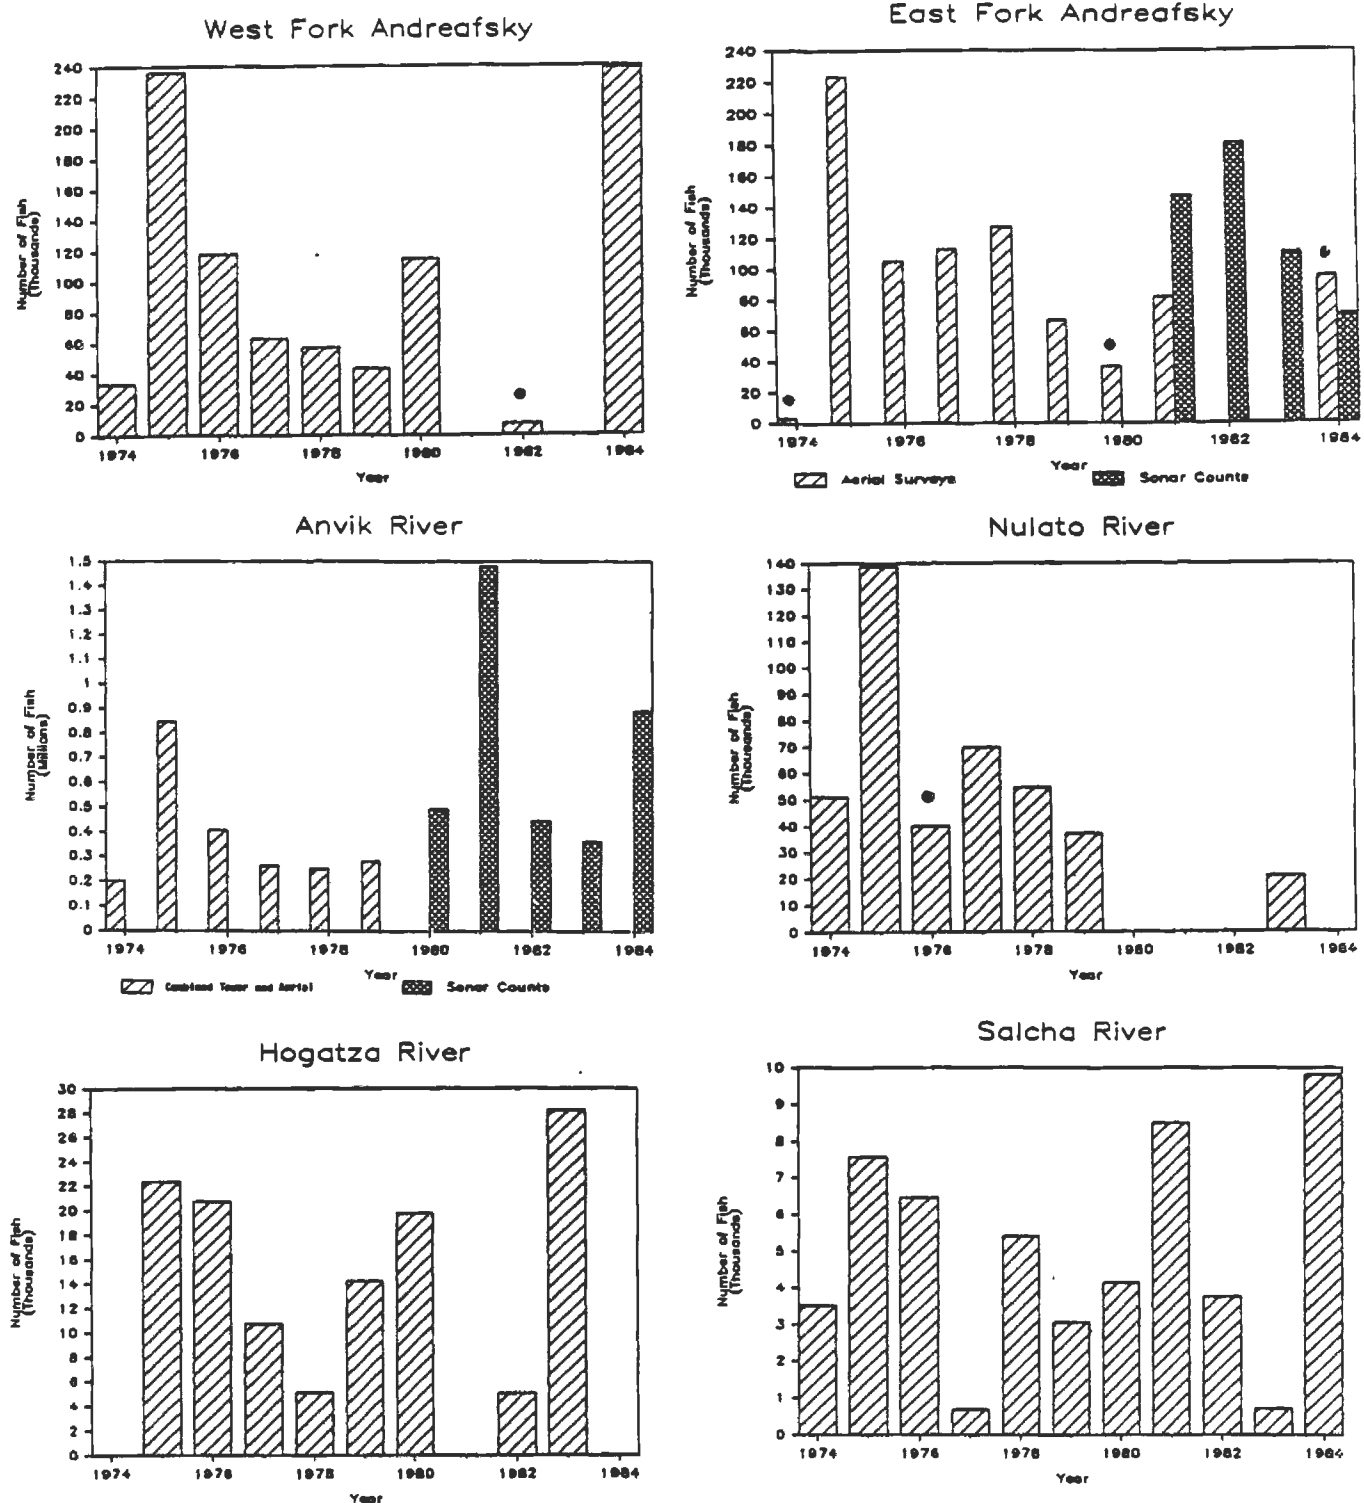 West Fork Andreafsky
240
220
200
180
160
140
120
100
80
60
40
20
0
Number of Fish
(Thousands)
1974 1976 1978 1980 1982 1984
Year
East Fork Andreafsky
240
220
200
180
160
140
120
100
80
60
40
20
0
Number of Fish
(Thousands)
1974 1976 1978 1980 1982 1984
Year
Aerial Surveys Sonar Counts
Anvik River
1.5
1.4
1.3
1.2
1.1
1
0.9
0.8
0.7
0.6
0.5
0.4
0.3
0.2
0.1
0
Number of Fish
(Millions)
1974 1976 1978 1980 1982 1984
Year
Combined Tower and Aerial Sonar Counts
Nulato River
140
130
120
110
100
90
80
70
60
50
40
30
20
10
0
Number of Fish
(Thousands)
1974 1976 1978 1980 1982 1984
Year
Hogatza River
30
28
26
24
22
20
18
16
14
12
10
8
6
4
2
0
Number of Fish
(Thousands)
1974 1976 1978 1980 1982 1984
Year
Salcha River
10
9
8
7
6
5
4
3
2
1
0
Number of Fish
(Thousands)
1974 1976 1978 1980 1982 1984
Year